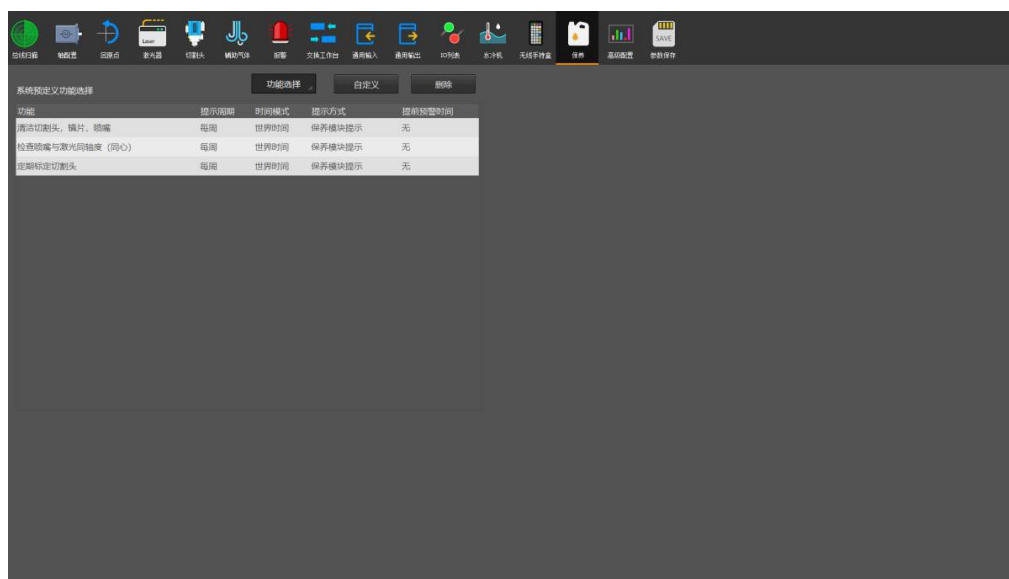 Laser
SAVE
总线扫描 轴配置 回原点 激光器 切割头 辅助气体 报警 交换工作台 通用输入 通用输出 IO列表 水冷机 无线手持盒 保养 高级配置 参数保存
系统预定义功能选择 功能选择 自定义 删除
功能 提示周期 时间模式 提示方式 提前预警时间
清洁切割头，镜片，喷嘴 每周 世界时间 保养模块提示 无
检查喷嘴与激光同轴度（同心） 每周 世界时间 保养模块提示 无
定期标定切割头 每周 世界时间 保养模块提示 无